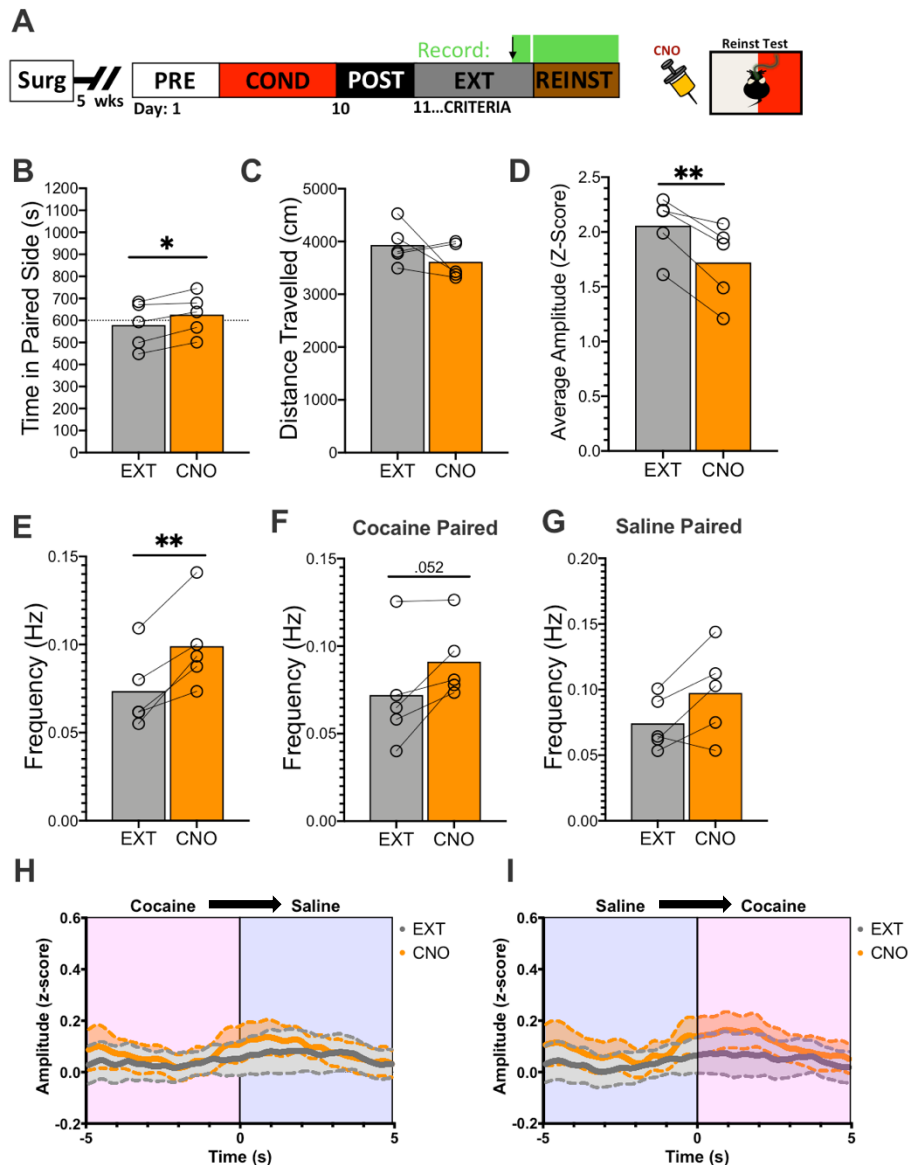 A
Record:
CNO
Reinst Test
Surg
PRE
COND
POST
EXT
REINST
5 wks
Day: 1
10
11...CRITERIA
B
Time in Paired Side (s)
1200
1100
1000
900
800
700
600
500
400
300
200
100
0
*
EXT
CNO
C
Distance Travelled (cm)
5000
4000
3000
2000
1000
0
EXT
CNO
D
Average Amplitude (Z-Score)
2.5
2.0
1.5
1.0
0.5
0.0
**
EXT
CNO
E
Frequency (Hz)
0.15
0.10
0.05
0.00
**
EXT
CNO
F
Cocaine Paired
Frequency (Hz)
0.15
0.10
0.05
0.00
.052
EXT
CNO
G
Saline Paired
Frequency (Hz)
0.20
0.15
0.10
0.05
0.00
EXT
CNO
H
Cocaine
Saline
Amplitude (z-score)
0.6
0.4
0.2
0.0
-0.2
-5
0
5
Time (s)
EXT
CNO
I
Saline
Cocaine
Amplitude (z-score)
0.6
0.4
0.2
0.0
-0.2
-5
0
5
Time (s)
EXT
CNO